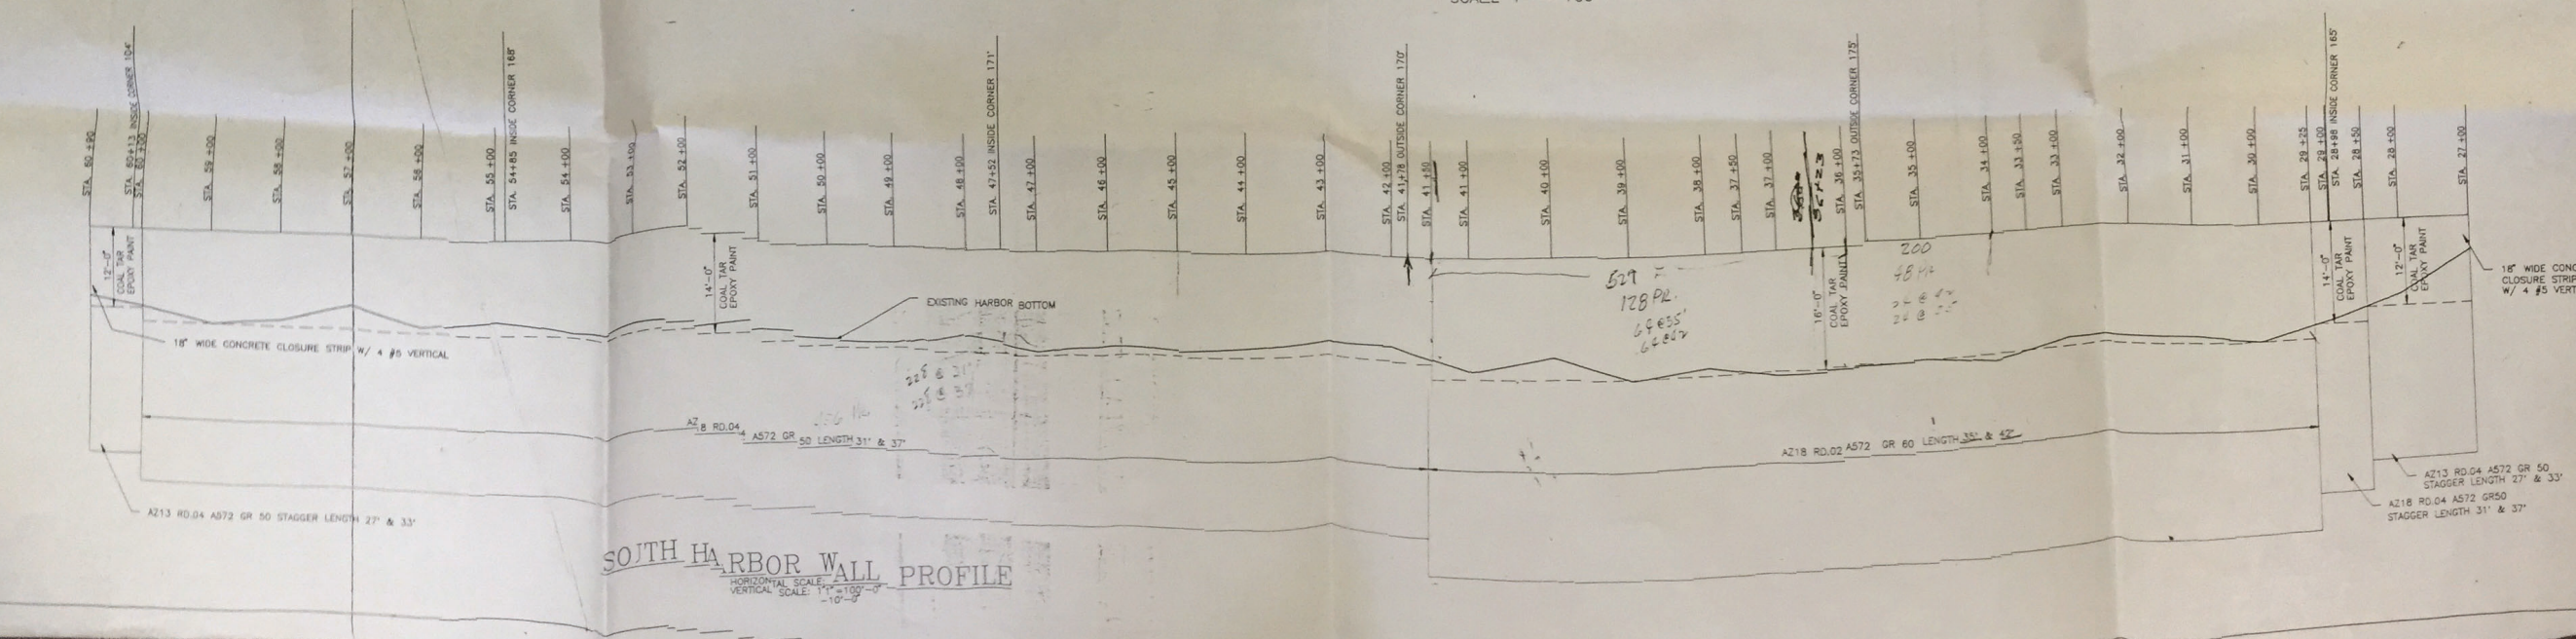 STA. 60 +90
STA. 60+13 INSIDE CORNER 104°
STA. 60 +00
STA. 59 +00
STA. 58 +00
STA. 57 +00
STA. 56 +00
STA. 55 +00
STA. 54+85 INSIDE CORNER 168°
STA. 54 +00
STA. 53 +00
STA. 52 +00
STA. 51 +00
STA. 50 +00
STA. 49 +00
STA. 48 +00
STA. 47+52 INSIDE CORNER 171°
STA. 47 +00
STA. 46 +00
STA. 45 +00
STA. 44 +00
STA. 43 +00
STA. 42 +00
STA. 41+78 OUTSIDE CORNER 170°
STA. 41 +50
STA. 41 +00
STA. 40 +00
STA. 39 +00
STA. 38 +00
STA. 37 +50
STA. 37 +00
36+23
STA. 36 +00
STA. 35+73 OUTSIDE CORNER 175°
STA. 35 +00
STA. 34 +00
STA. 33 +50
STA. 33 +00
STA. 32 +00
STA. 31 +00
STA. 30 +00
STA. 29 +25
STA. 29 +00
STA. 28+98 INSIDE CORNER 165°
STA. 28 +50
STA. 28 +00
STA. 27 +00
12'-0"
COAL TAR
EPOXY PAINT
14'-0"
COAL TAR
EPOXY PAINT
EXISTING HARBOR BOTTOM
529
128 PR.
64@35'
64@42
16'-0"
COAL TAR
EPOXY PAINT
200
48 PR
14'-0"
COAL TAR
EPOXY PAINT
12'-0"
COAL TAR
EPOXY PAINT
18" WIDE CONC
CLOSURE STRIP
W/ 4 #5 VERT
18" WIDE CONCRETE CLOSURE STRIP W/ 4 #5 VERTICAL
228 @ 31'
228 @ 37
AZ18 RD.04 A572 GR 50 LENGTH 31' & 37'
AZ18 RD.02 A572 GR 60 LENGTH 35' & 42'
AZ13 RD.04 A572 GR 50
STAGGER LENGTH 27' & 33'
AZ18 RD.04 A572 GR50
STAGGER LENGTH 31' & 37'
AZ13 RD.04 A572 GR 50 STAGGER LENGTH 27' & 33'
SOUTH HARBOR WALL PROFILE
HORIZONTAL SCALE: 1"=100'-0"
VERTICAL SCALE: 1"=10'-0"